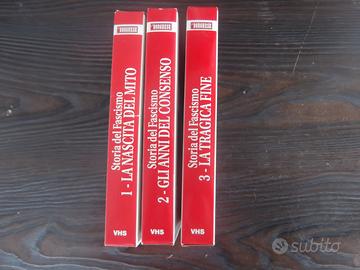 Storia del Fascismo
1 - LA NASCITA DEL MITO
VHS
Storia del Fascismo
2 - GLI ANNI DEL CONSENSO
VHS
Storia del Fascismo
3 - LA TRAGICA FINE
VHS
subito